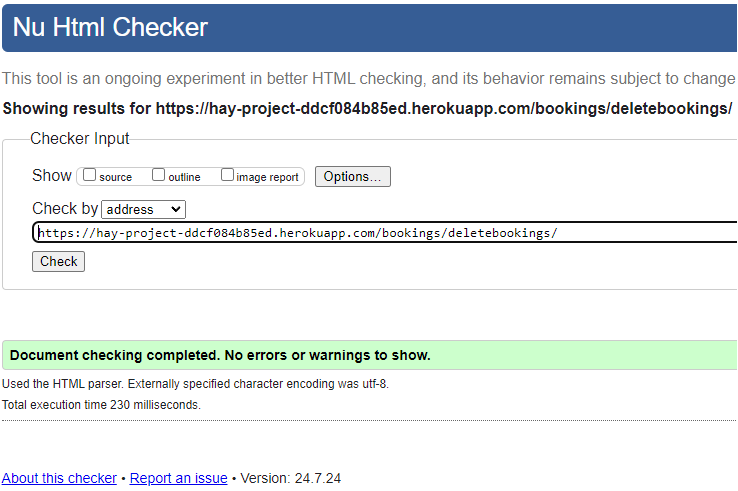 Nu Html Checker
This tool is an ongoing experiment in better HTML checking, and its behavior remains subject to change
Showing results for https://hay-project-ddcf084b85ed.herokuapp.com/bookings/deletebookings/
Checker Input
Show source outline image report Options...
Check by address
https://hay-project-ddcf084b85ed.herokuapp.com/bookings/deletebookings/
Check
Document checking completed. No errors or warnings to show.
Used the HTML parser. Externally specified character encoding was utf-8.
Total execution time 230 milliseconds.
About this checker • Report an issue • Version: 24.7.24